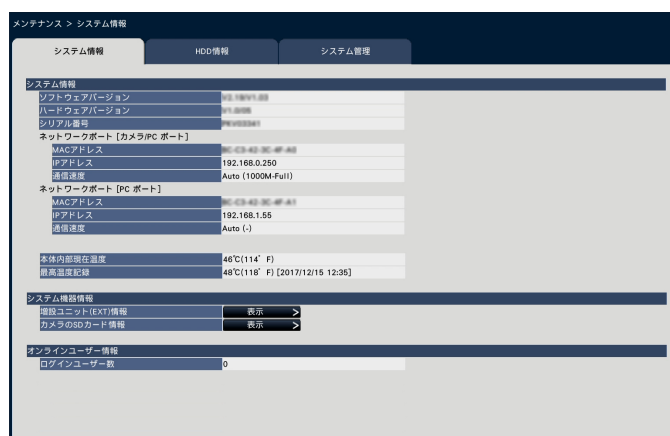 メンテナンス > システム情報
システム情報 HDD情報 システム管理
システム情報
ソフトウェアバージョン
ハードウェアバージョン
シリアル番号
ネットワークポート [カメラ/PC ポート]
MACアドレス
IPアドレス 192.168.0.250
通信速度 Auto (1000M-Full)
ネットワークポート [PC ポート]
MACアドレス
IPアドレス 192.168.1.55
通信速度 Auto (-)
本体内部現在温度 46℃(114゜F)
最高温度記録 48℃(118゜F) [2017/12/15 12:35]
システム機器情報
増設ユニット(EXT)情報 表示 >
カメラのSDカード情報 表示 >
オンラインユーザー情報
ログインユーザー数 0